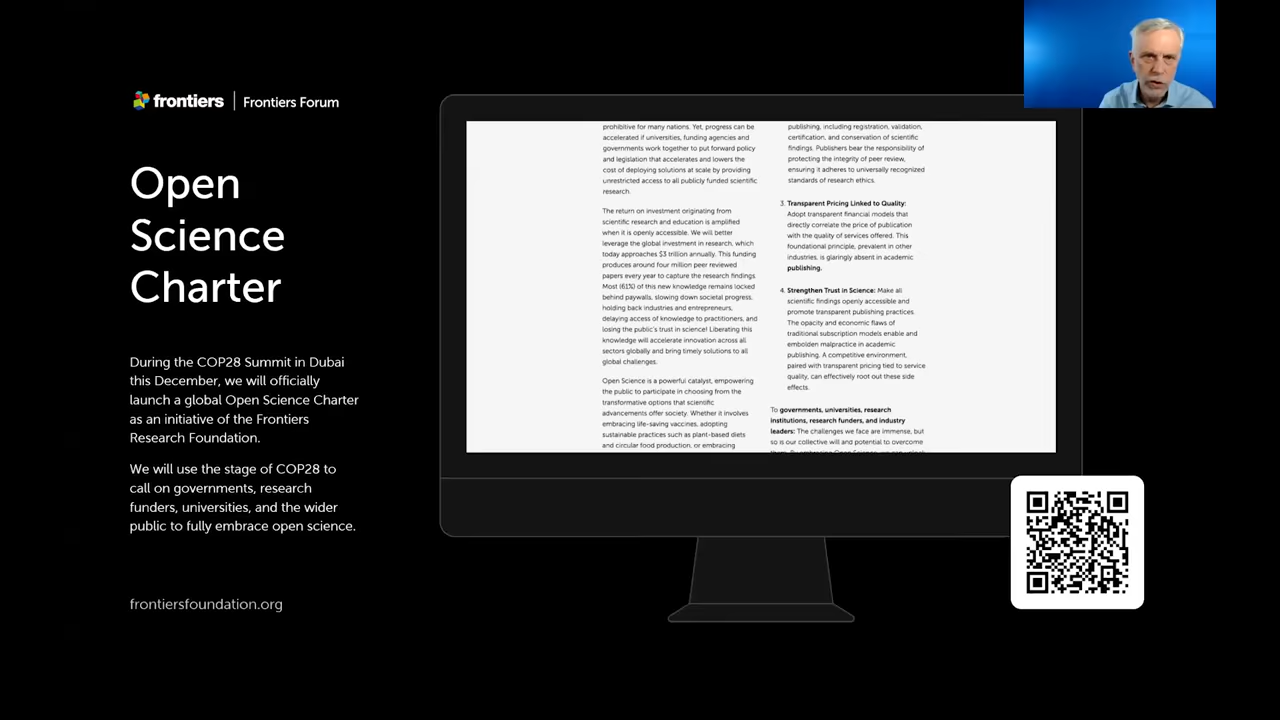 frontiers | Frontiers Forum
Open
Science
Charter
During the COP28 Summit in Dubai
this December, we will officially
launch a global Open Science Charter
as an initiative of the Frontiers
Research Foundation.
We will use the stage of COP28 to
call on governments, research
funders, universities, and the wider
public to fully embrace open science.
frontiersfoundation.org
prohibitive for many nations. Yet, progress can be
accelerated if universities, funding agencies and
governments work together to put forward policy
and legislation that accelerates and lowers the
cost of deploying solutions at scale by providing
unrestricted access to all publicly funded scientific
research.
The return on investment originating from
scientific research and education is amplified
when it is openly accessible. We will better
leverage the global investment in research, which
today approaches $3 trillion annually. This funding
produces around four million peer reviewed
papers every year to capture the research findings.
Most (61%) of this new knowledge remains locked
behind paywalls, slowing down societal progress,
holding back industries and entrepreneurs,
delaying access of knowledge to practitioners, and
losing the public's trust in science! Liberating this
knowledge will accelerate innovation across all
sectors globally and bring timely solutions to all
global challenges.
Open Science is a powerful catalyst, empowering
the public to participate in choosing from the
transformative options that scientific
advancements offer society. Whether it involves
embracing life-saving vaccines, adopting
sustainable practices such as plant-based diets
and circular food production, or embracing
publishing, including registration, validation,
certification, and conservation of scientific
findings. Publishers bear the responsibility of
protecting the integrity of peer review,
ensuring it adheres to universally recognized
standards of research ethics.
3. Transparent Pricing Linked to Quality:
Adopt transparent financial models that
directly correlate the price of publication
with the quality of services offered. This
foundational principle, prevalent in other
industries, is glaringly absent in academic
publishing.
4. Strengthen Trust in Science: Make all
scientific findings openly accessible and
promote transparent publishing practices.
The opacity and economic flaws of
traditional subscription models enable and
embolden malpractice in academic
publishing. A competitive environment,
paired with transparent pricing tied to service
quality, can effectively root out these side
effects.
To governments, universities, research
institutions, research funders, and industry
leaders: The challenges we face are immense, but
so is our collective will and potential to overcome